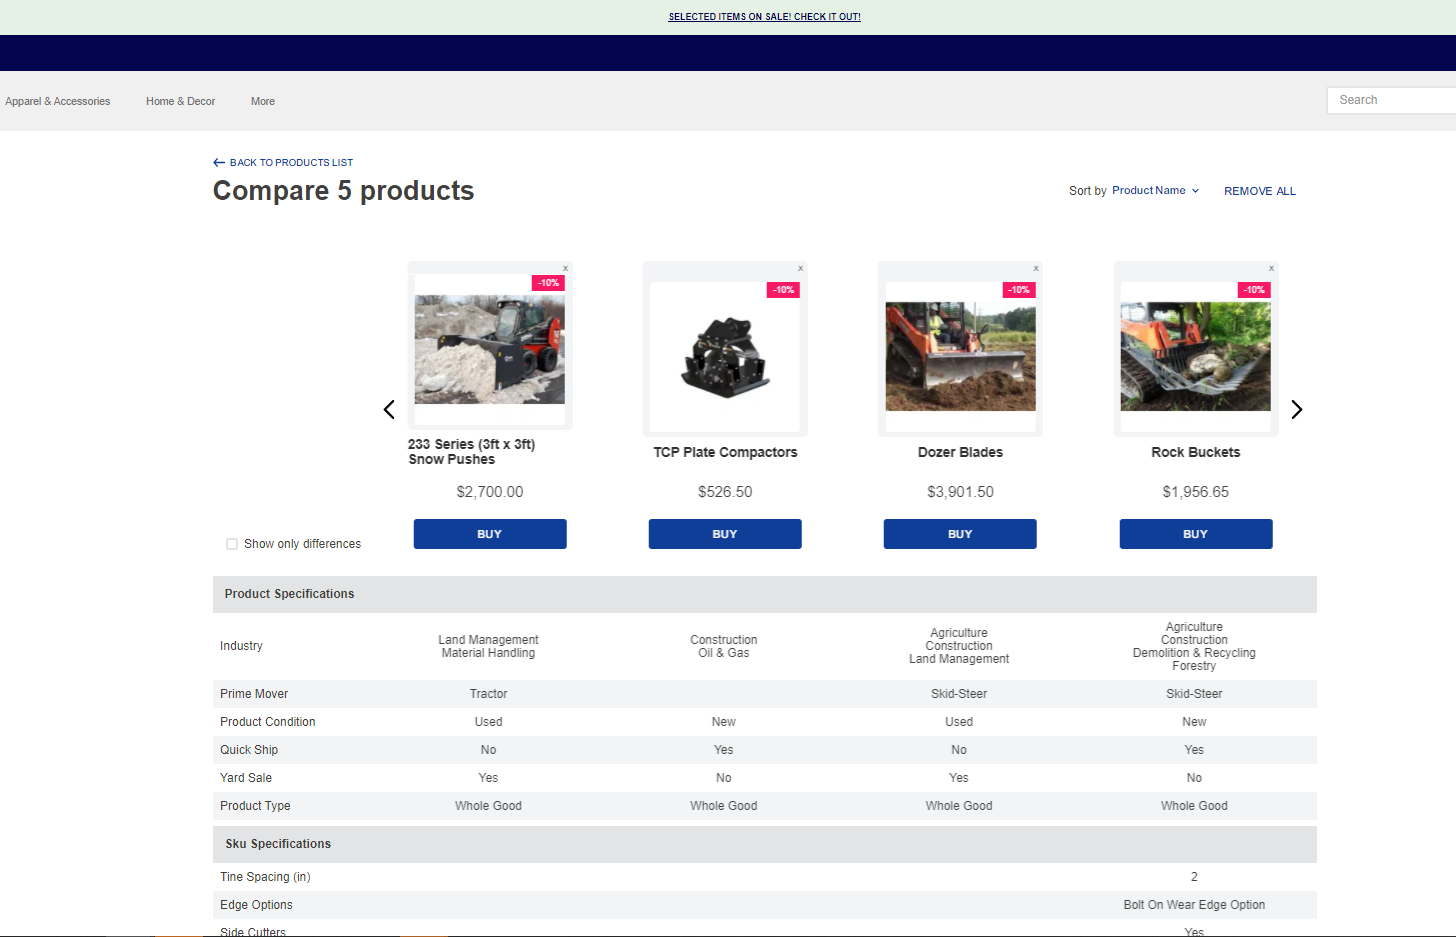 SELECTED ITEMS ON SALE! CHECK IT OUT!
Apparel & Accessories Home & Decor More Search
BACK TO PRODUCTS LIST
Compare 5 products
Sort by Product Name REMOVE ALL
x x x x
-10% -10% -10% -10%
233 Series (3ft x 3ft)
Snow Pushes
TCP Plate Compactors Dozer Blades Rock Buckets
$2,700.00 $526.50 $3,901.50 $1,956.65
BUY BUY BUY BUY
Show only differences
Product Specifications
Industry
Land Management
Material Handling
Construction
Oil & Gas
Agriculture
Construction
Land Management
Agriculture
Construction
Demolition & Recycling
Forestry
Prime Mover Tractor Skid-Steer Skid-Steer
Product Condition Used New Used New
Quick Ship No Yes No Yes
Yard Sale Yes No Yes No
Product Type Whole Good Whole Good Whole Good Whole Good
Sku Specifications
Tine Spacing (in) 2
Edge Options Bolt On Wear Edge Option
Side Cutters Yes